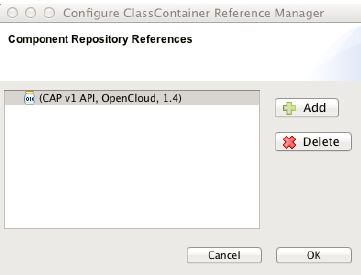 Configure ClassContainer Reference Manager
Component Repository References
(CAP v1 API, OpenCloud, 1.4)
Add
Delete
Cancel
OK